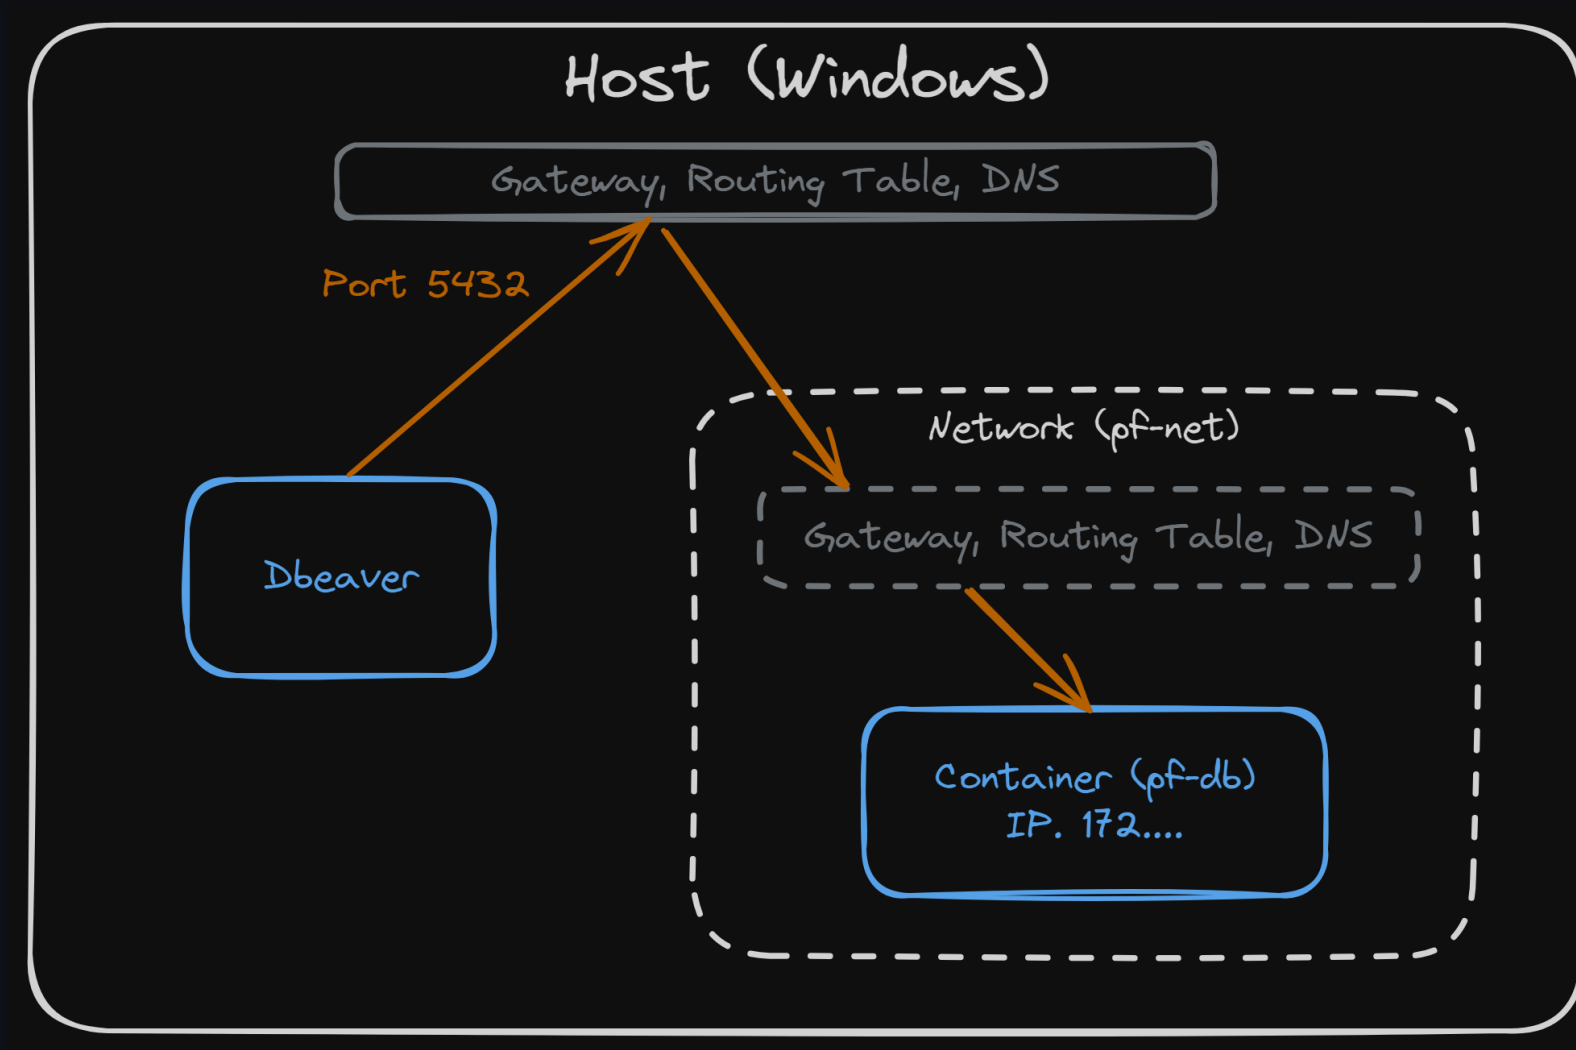 Host (Windows)
Gateway, Routing Table, DNS
Port 5432
Network (pf-net)
Gateway, Routing Table, DNS
Dbeaver
Container (pf-db)
IP. 172....